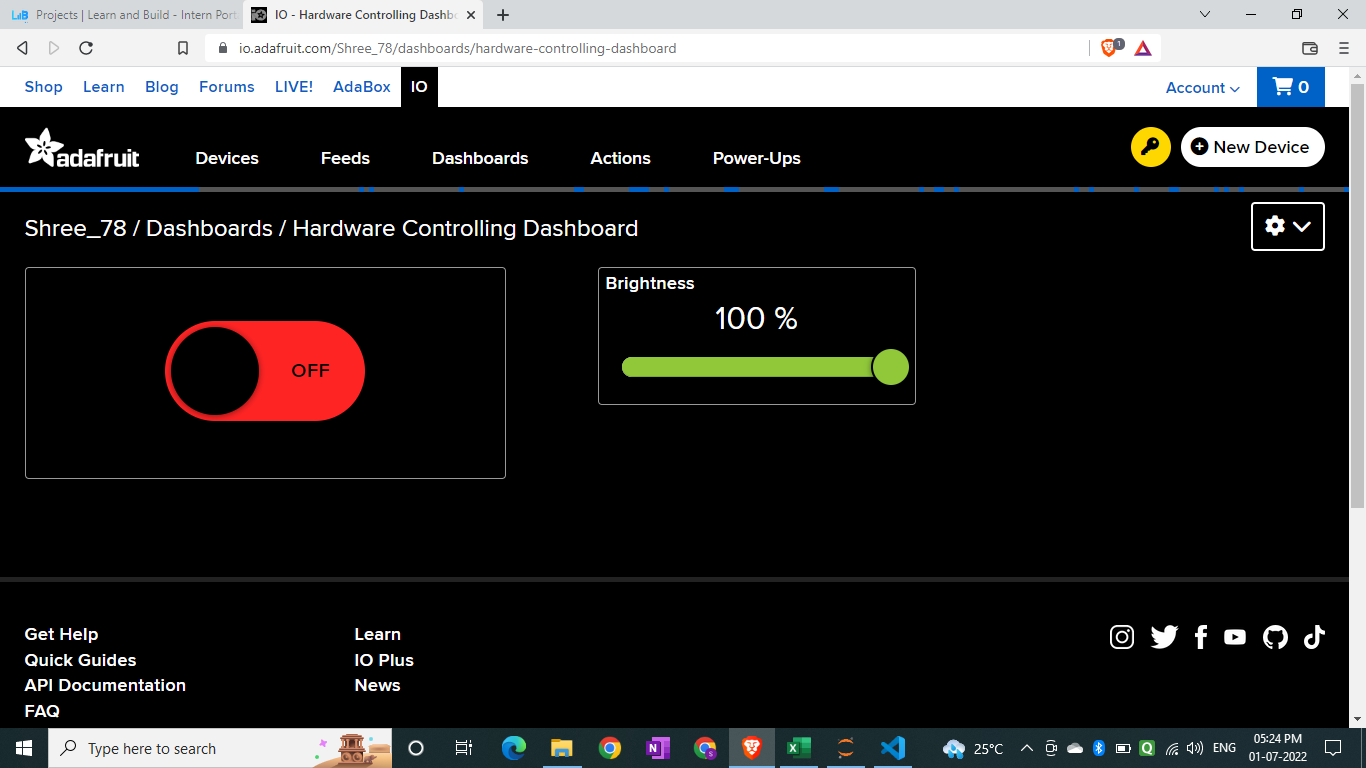 Projects | Learn and Build - Intern Port
IO - Hardware Controlling Dashbo
io.adafruit.com/Shree_78/dashboards/hardware-controlling-dashboard
1
Shop Learn Blog Forums LIVE! AdaBox IO
Account 0
adafruit Devices Feeds Dashboards Actions Power-Ups New Device
Shree_78 / Dashboards / Hardware Controlling Dashboard
OFF
Brightness
100 %
Get Help
Quick Guides
API Documentation
FAQ
Learn
IO Plus
News
Type here to search
25°C
ENG
05:24 PM
01-07-2022